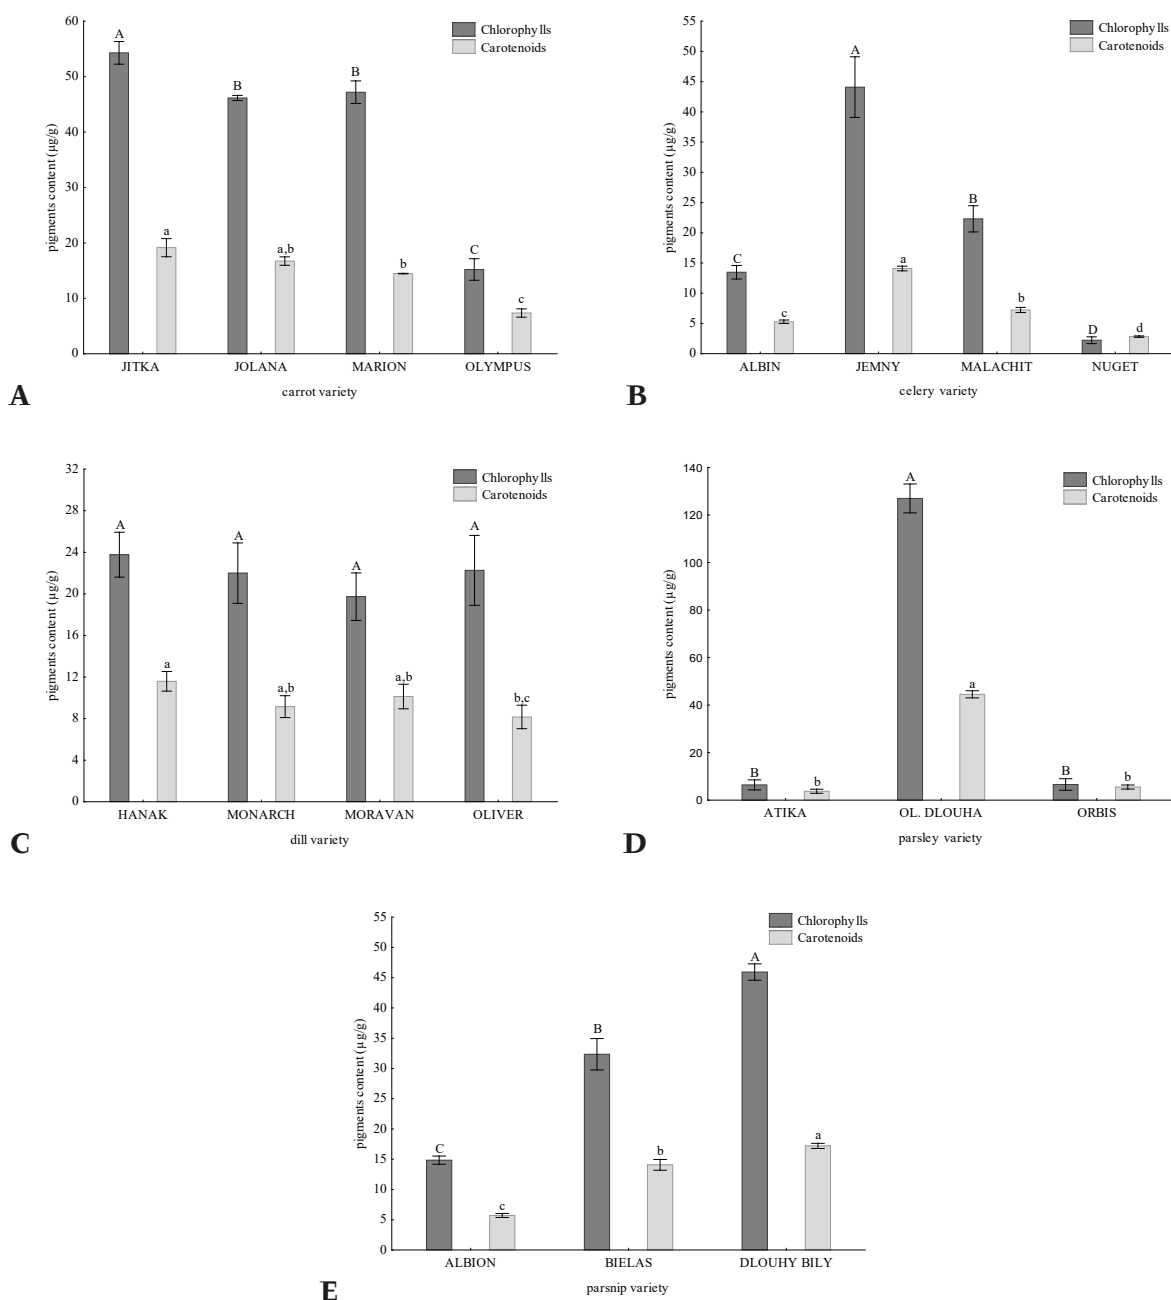 60
50
40
30
20
10
0
pigments content (µg/g)
Chlorophylls
Carotenoids
A
a
B
a,b
B
b
C
c
JITKA JOLANA MARION OLYMPUS
carrot variety
A
55
50
45
40
35
30
25
20
15
10
5
0
pigments content (µg/g)
Chlorophylls
Carotenoids
C
c
A
a
B
b
D
d
ALBIN JEMNY MALACHIT NUGET
celery variety
B
32
28
24
20
16
12
8
4
0
pigments content (µg/g)
Chlorophylls
Carotenoids
A
a
A
a,b
A
a,b
A
b,c
HANAK MONARCH MORAVAN OLIVER
dill variety
C
140
120
100
80
60
40
20
0
pigments content (µg/g)
Chlorophylls
Carotenoids
B
b
A
a
B
b
ATIKA OL. DLOUHA ORBIS
parsley variety
D
55
50
45
40
35
30
25
20
15
10
5
0
pigments content (µg/g)
Chlorophylls
Carotenoids
C
c
B
b
A
a
ALBION BIELAS DLOUHY BILY
parsnip variety
E